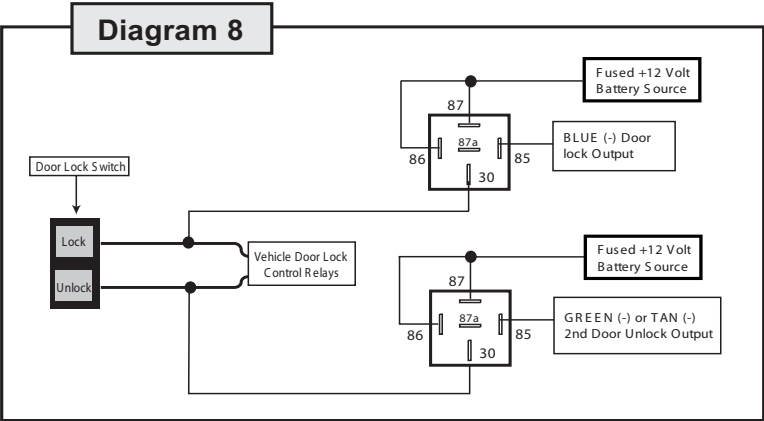 Diagram 8
Fused +12 Volt
Battery Source
87
87a
86
85
30
BLUE (-) Door
lock Output
Door Lock Switch
Lock
Unlock
Vehicle Door Lock
Control Relays
Fused +12 Volt
Battery Source
87
87a
86
85
30
GREEN (-) or TAN (-)
2nd Door Unlock Output